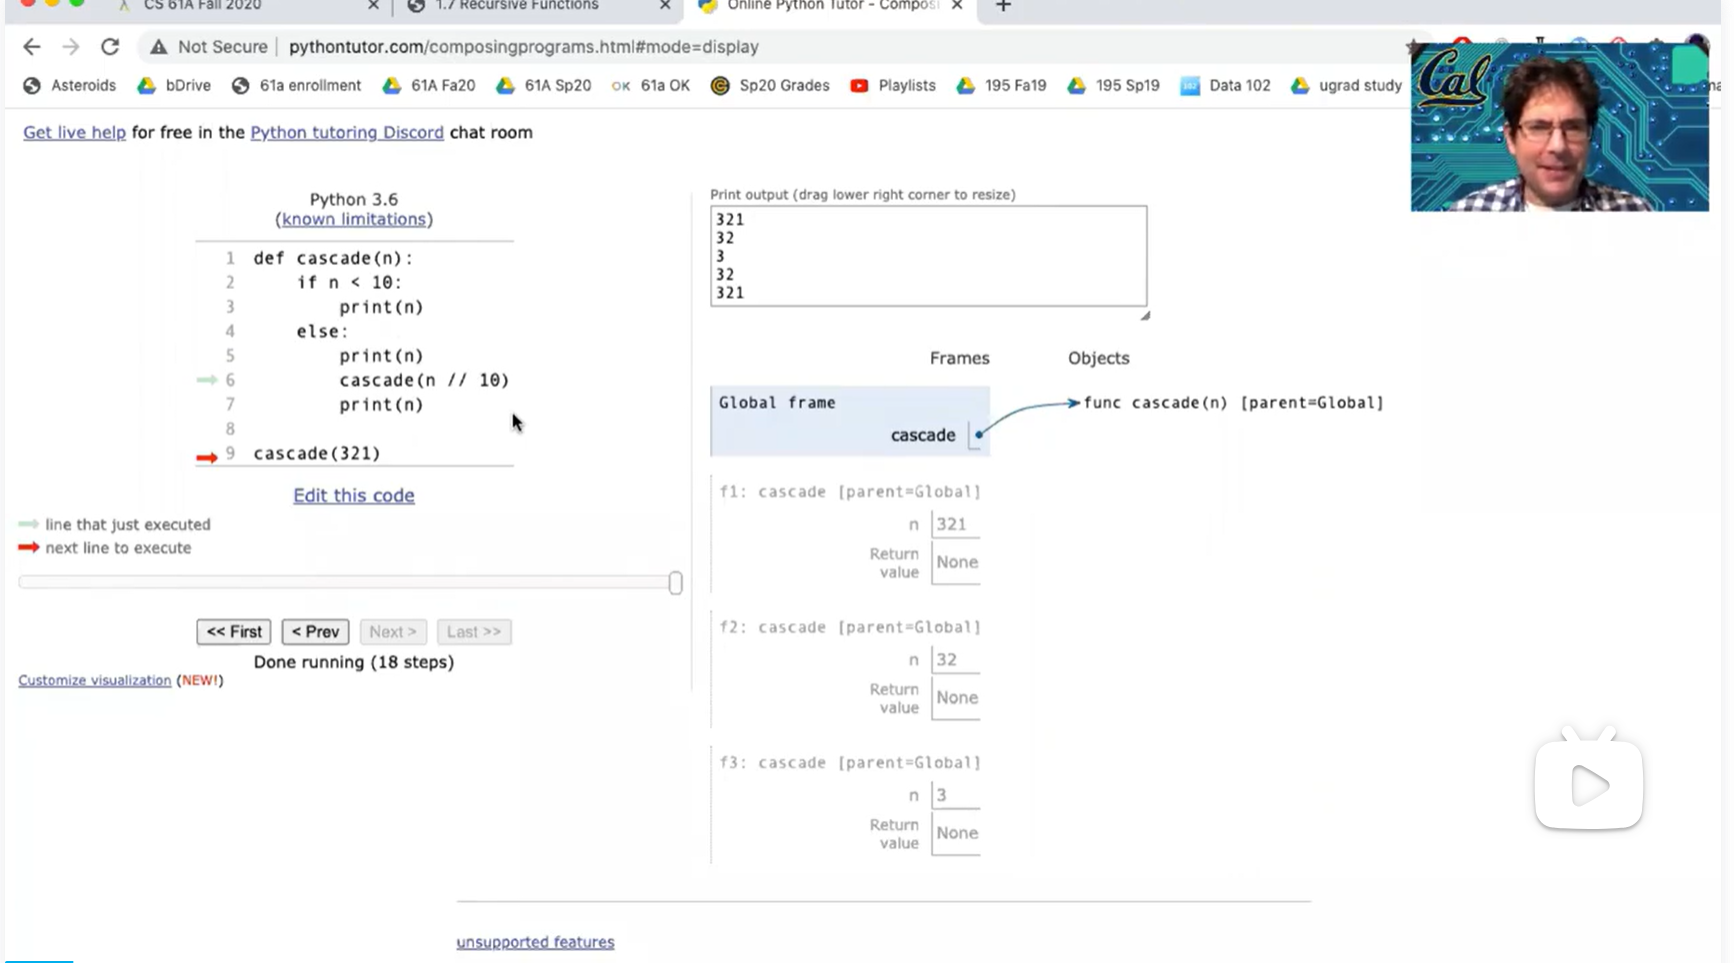 CS 61A Fall 2020
1.7 Recursive Functions
Online Python Tutor - Composi
Not Secure
pythontutor.com/composingprograms.html#mode=display
Asteroids
bDrive
61a enrollment
61A Fa20
61A Sp20
OK 61a OK
Sp20 Grades
Playlists
195 Fa19
195 Sp19
Data 102
ugrad study
Cal
Get live help for free in the Python tutoring Discord chat room
Python 3.6
(known limitations)
1 def cascade(n):
2     if n < 10:
3         print(n)
4     else:
5         print(n)
6         cascade(n // 10)
7         print(n)
8
9 cascade(321)
Edit this code
line that just executed
next line to execute
<< First
< Prev
Next >
Last >>
Done running (18 steps)
Customize visualization (NEW!)
Print output (drag lower right corner to resize)
321
32
3
32
321
Frames
Objects
Global frame
cascade
func cascade(n) [parent=Global]
f1: cascade [parent=Global]
n 321
Return
value None
f2: cascade [parent=Global]
n 32
Return
value None
f3: cascade [parent=Global]
n 3
Return
value None
unsupported features